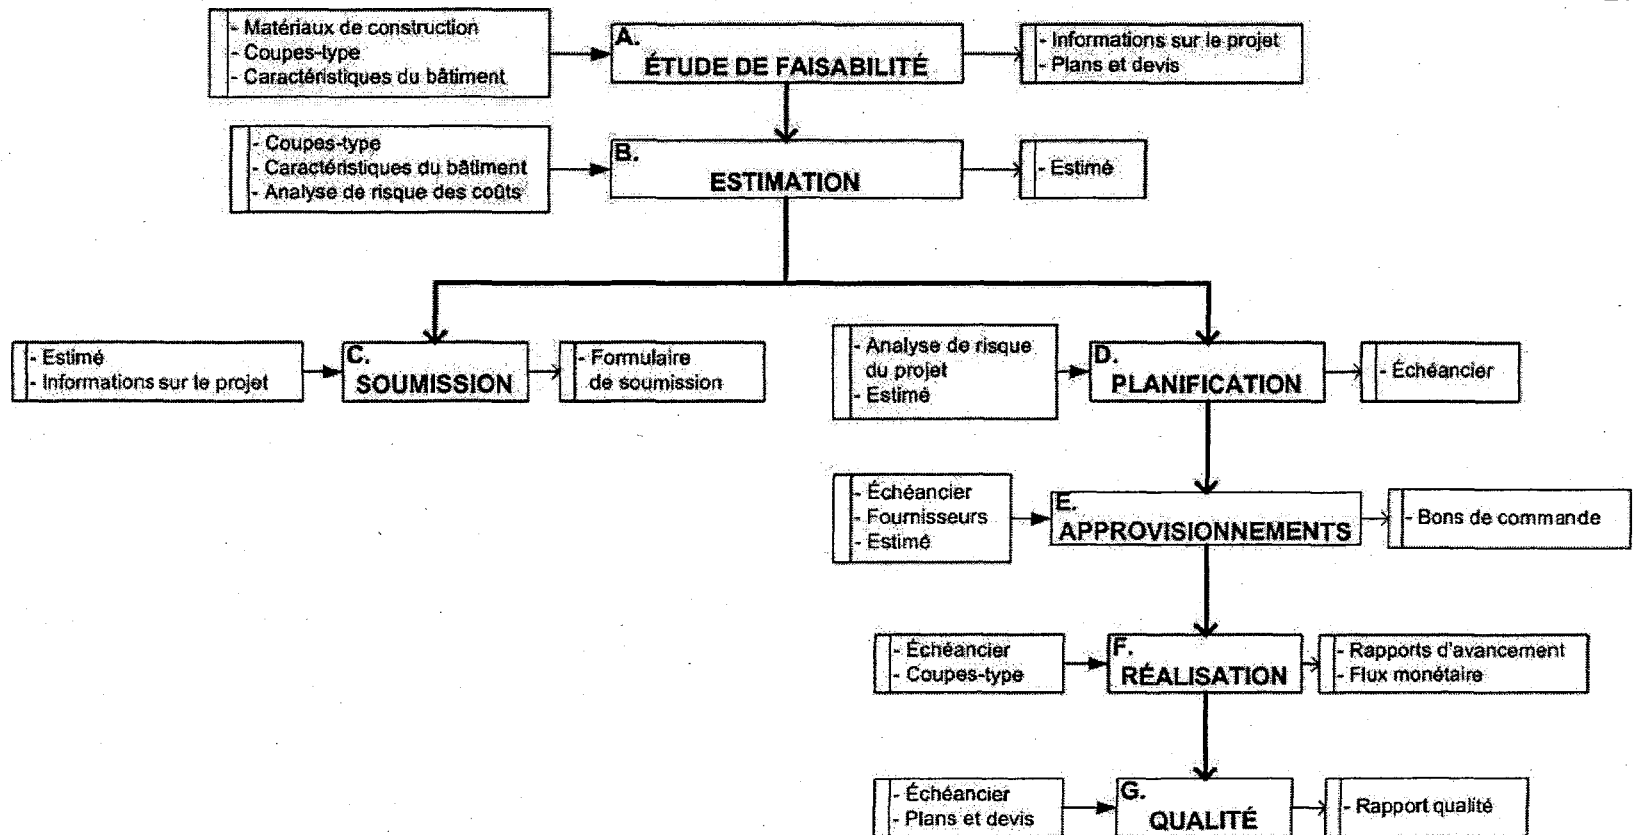 - Matériaux de construction
- Coupes-type
- Caractéristiques du bâtiment
A.
ÉTUDE DE FAISABILITÉ
- Informations sur le projet
- Plans et devis
- Coupes-type
- Caractéristiques du bâtiment
- Analyse de risque des coûts
B.
ESTIMATION
- Estimé
- Estimé
- Informations sur le projet
C.
SOUMISSION
- Formulaire
de soumission
- Analyse de risque
du projet
- Estimé
D.
PLANIFICATION
- Échéancier
- Échéancier
- Fournisseurs
- Estimé
E.
APPROVISIONNEMENTS
- Bons de commande
- Échéancier
- Coupes-type
F.
RÉALISATION
- Rapports d'avancement
- Flux monétaire
- Échéancier
- Plans et devis
G.
QUALITÉ
- Rapport qualité